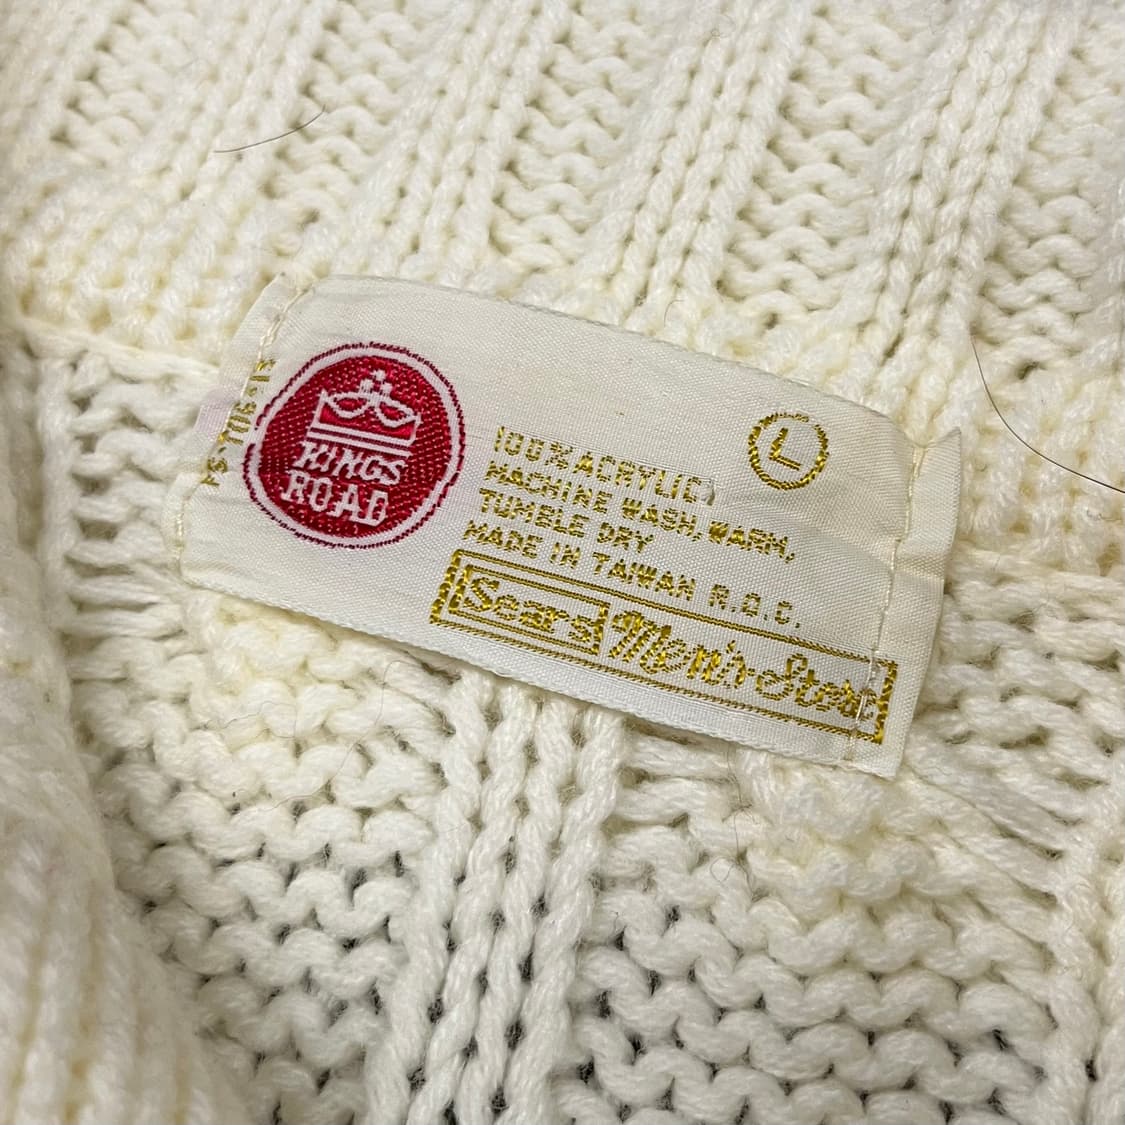 KINGS
ROAD
L
100% ACRYLIC,
MACHINE WASH, WARM,
TUMBLE DRY
MADE IN TAIWAN R.O.C.
Sears Men's Store